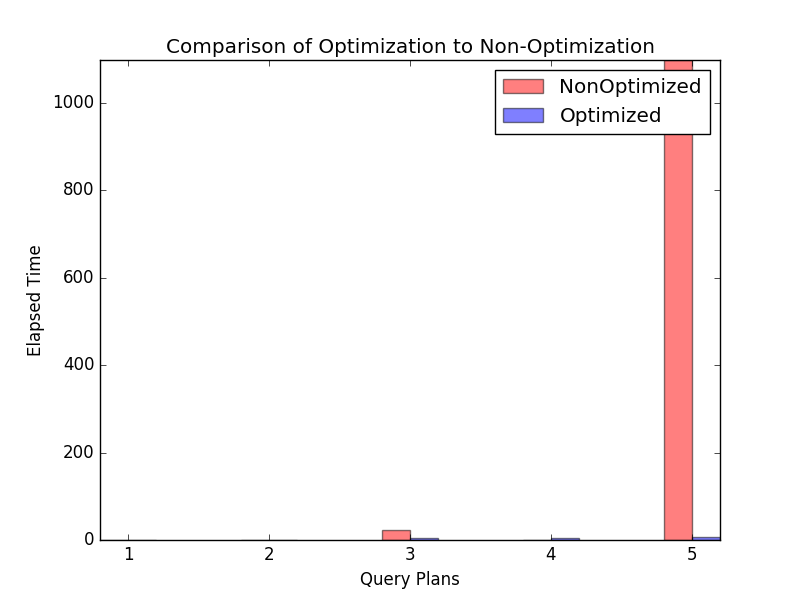 Comparison of Optimization to Non-Optimization
NonOptimized
Optimized
1000
800
600
400
200
0
Elapsed Time
1 2 3 4 5
Query Plans